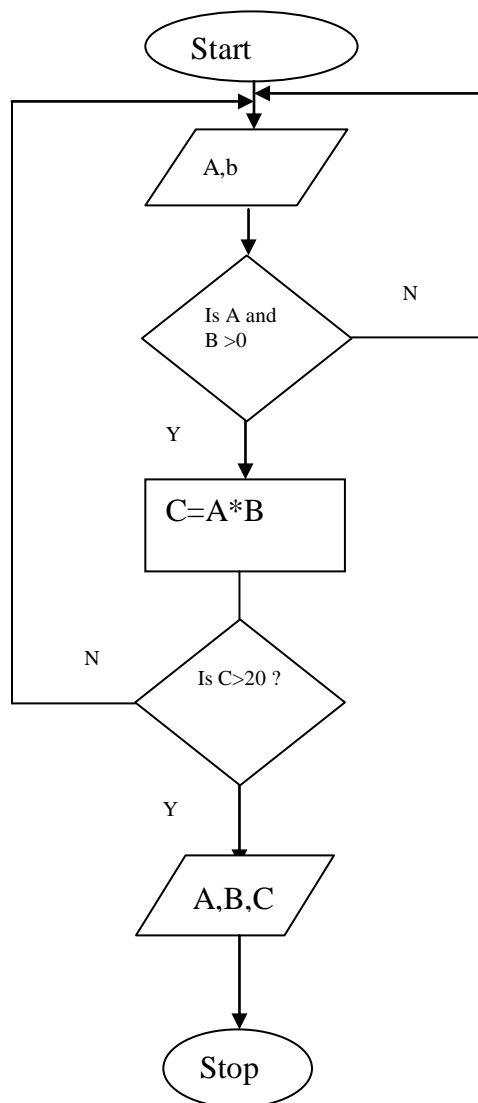 Start
A,b
Is A and
B >0
N
Y
C=A*B
N
Is C>20 ?
Y
A,B,C
Stop